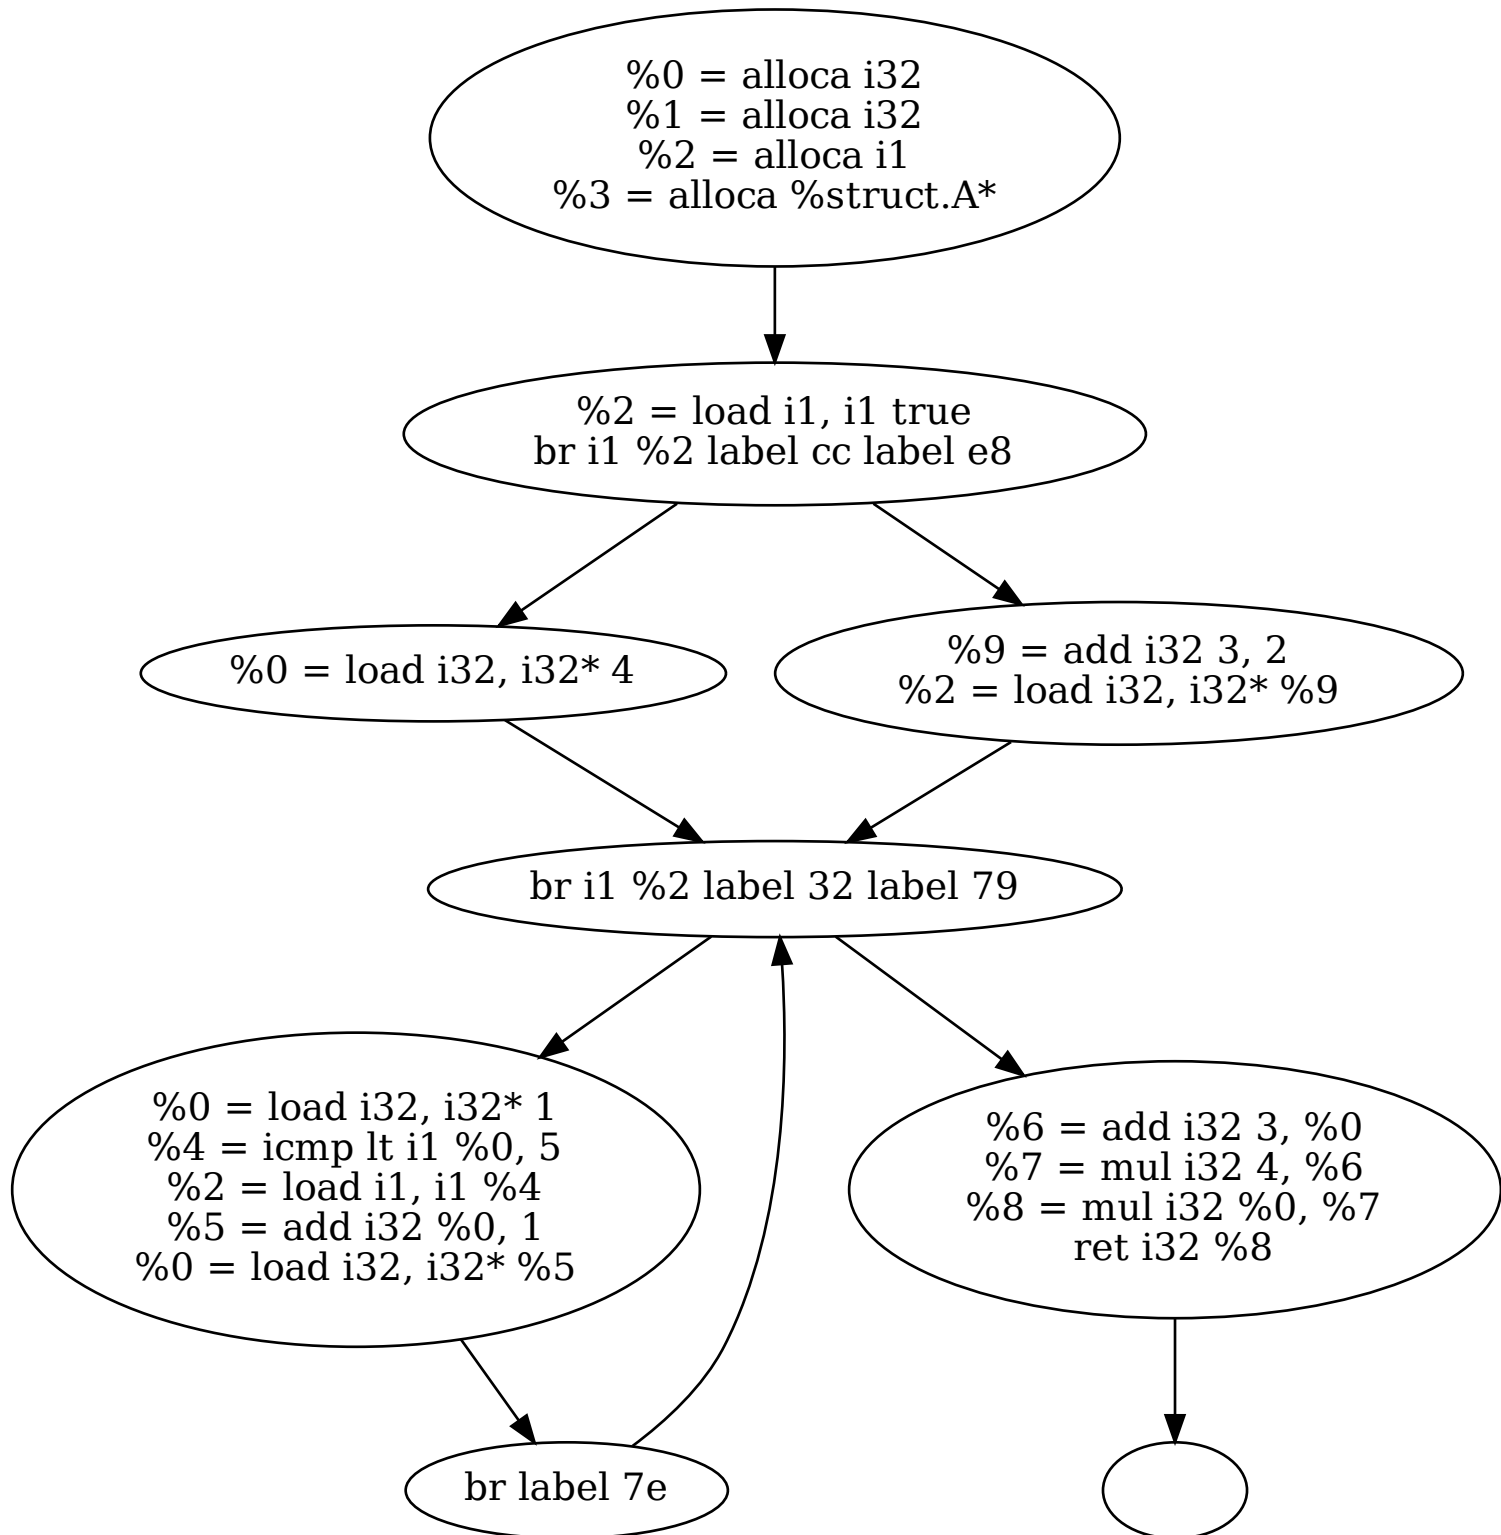 %0 = alloca i32
%1 = alloca i32
%2 = alloca i1
%3 = alloca %struct.A*
%2 = load i1, i1 true
br i1 %2 label cc label e8
%0 = load i32, i32* 4
%9 = add i32 3, 2
%2 = load i32, i32* %9
br i1 %2 label 32 label 79
%0 = load i32, i32* 1
%4 = icmp lt i1 %0, 5
%2 = load i1, i1 %4
%5 = add i32 %0, 1
%0 = load i32, i32* %5
%6 = add i32 3, %0
%7 = mul i32 4, %6
%8 = mul i32 %0, %7
ret i32 %8
br label 7e